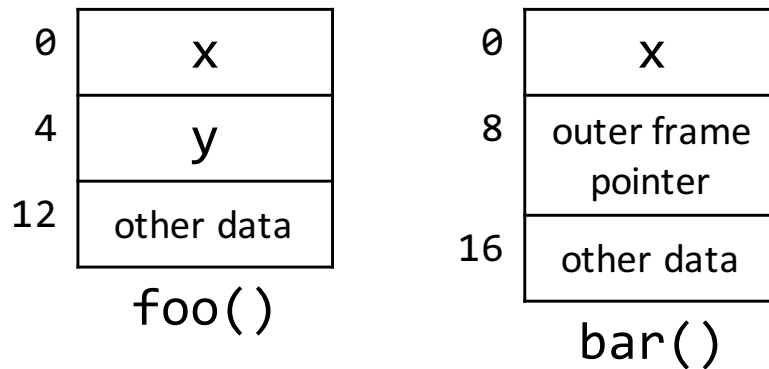 0 x
4 y
12 other data
foo()
0 x
8 outer frame
pointer
16 other data
bar()